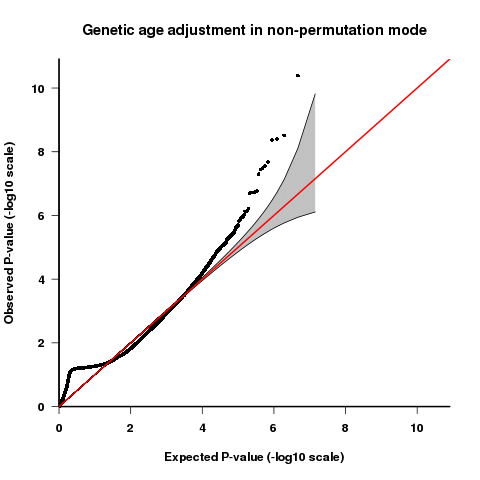 Genetic age adjustment in non-permutation mode
Observed P-value (-log10 scale)
10
8
6
4
2
0
0 2 4 6 8 10
Expected P-value (-log10 scale)